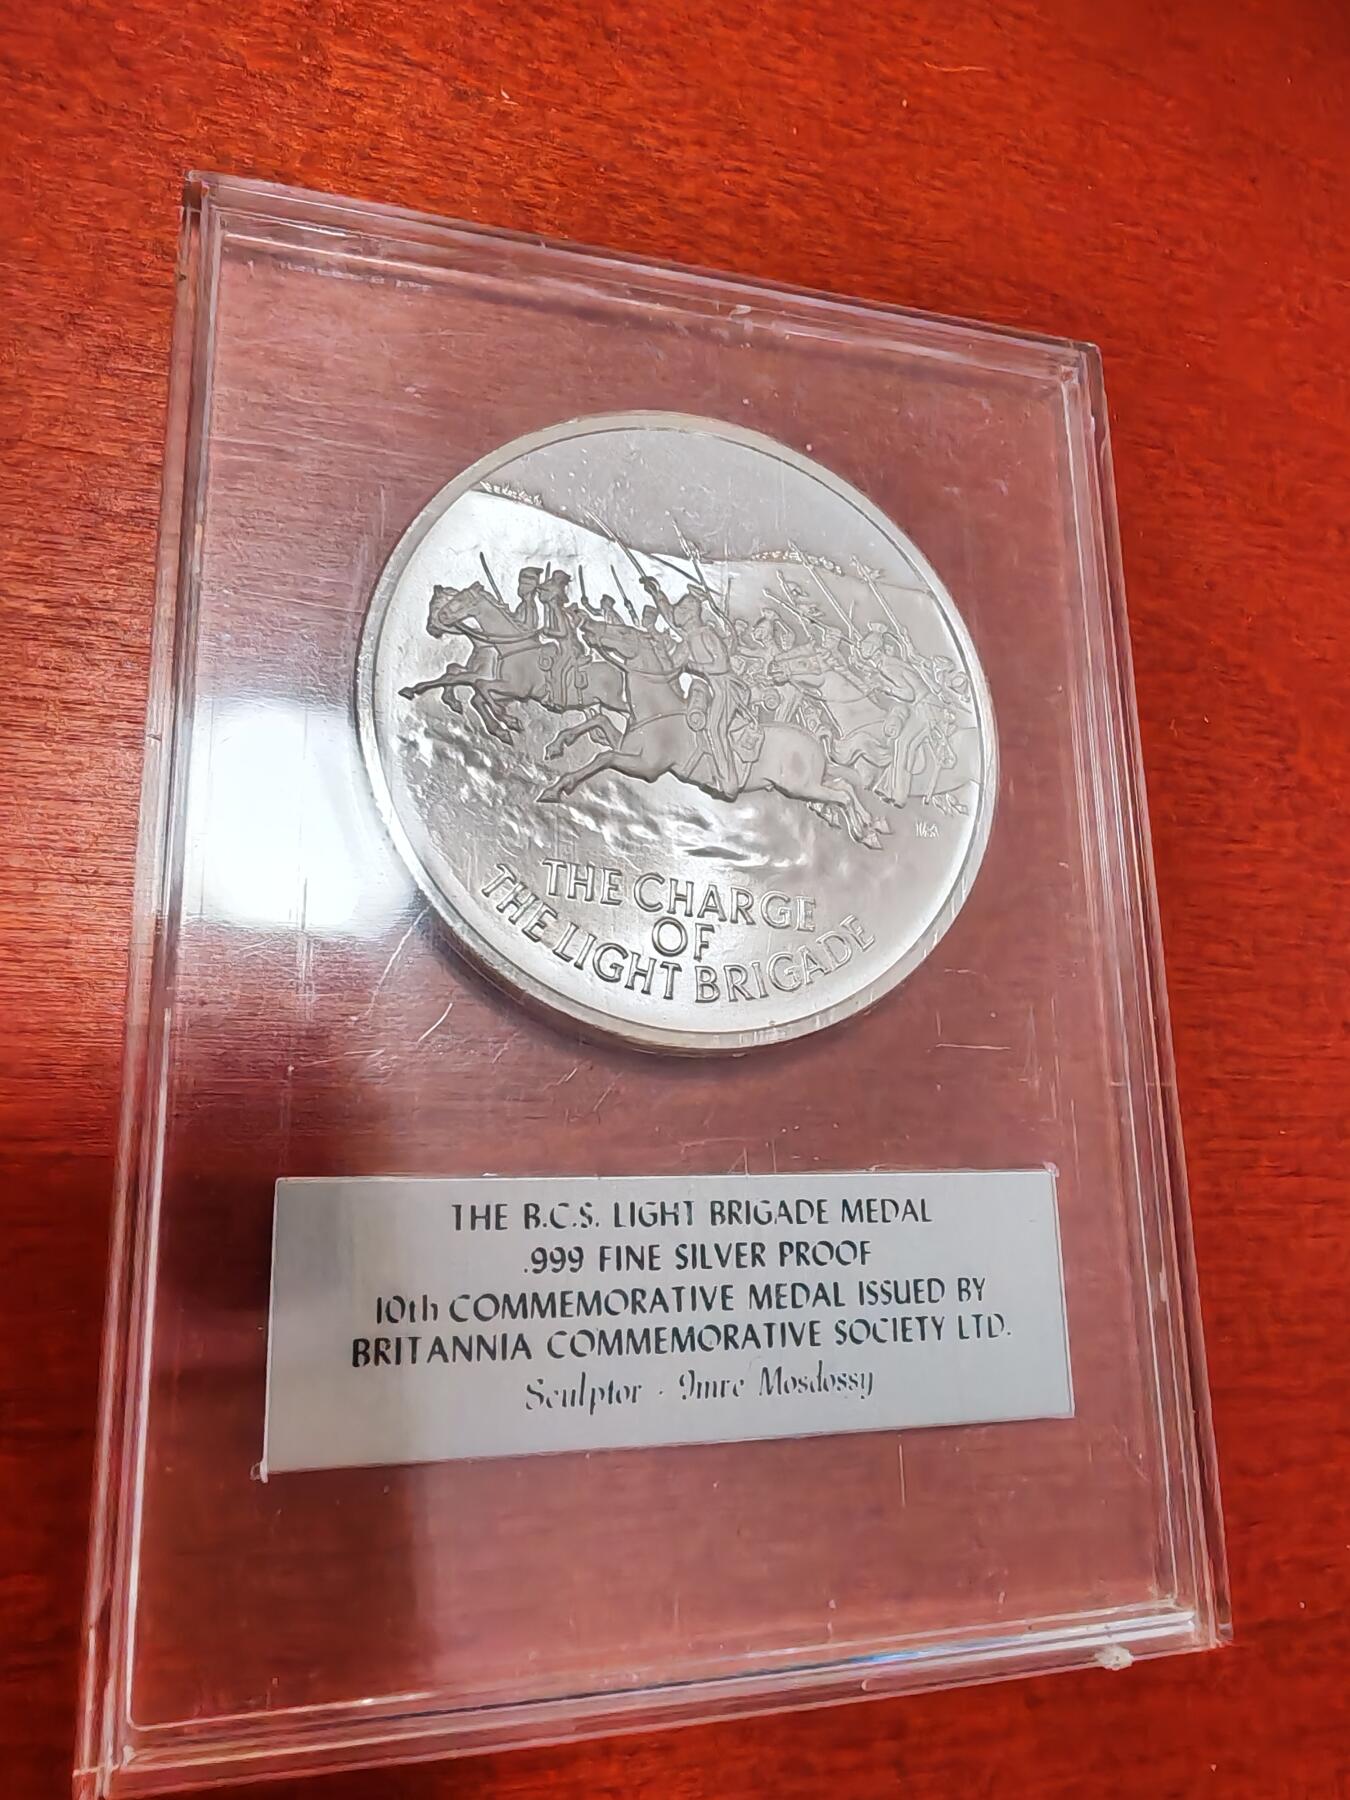 THE CHARGE
OF
THE LIGHT BRIGADE
THE B.C.S. LIGHT BRIGADE MEDAL
.999 FINE SILVER PROOF
10th COMMEMORATIVE MEDAL ISSUED BY
BRITANNIA COMMEMORATIVE SOCIETY LTD.
Sculptor - Imre Mosdossy